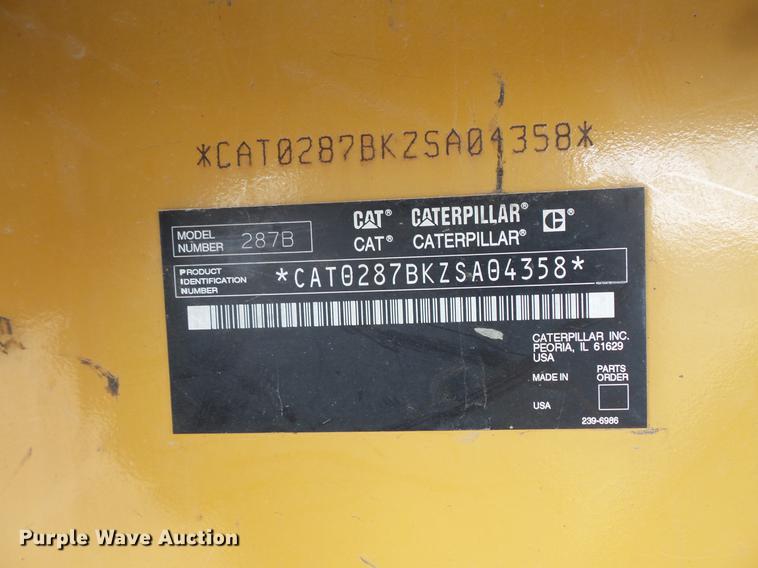 *CAT0287BKZSA04358*
CAT® CATERPILLAR® C®
MODEL NUMBER 287B
CAT® CATERPILLAR®
PRODUCT IDENTIFICATION NUMBER *CAT0287BKZSA04358*
CATERPILLAR INC.
PEORIA, IL 61629
USA
MADE IN
PARTS ORDER
USA
239-6986
Purple Wave Auction